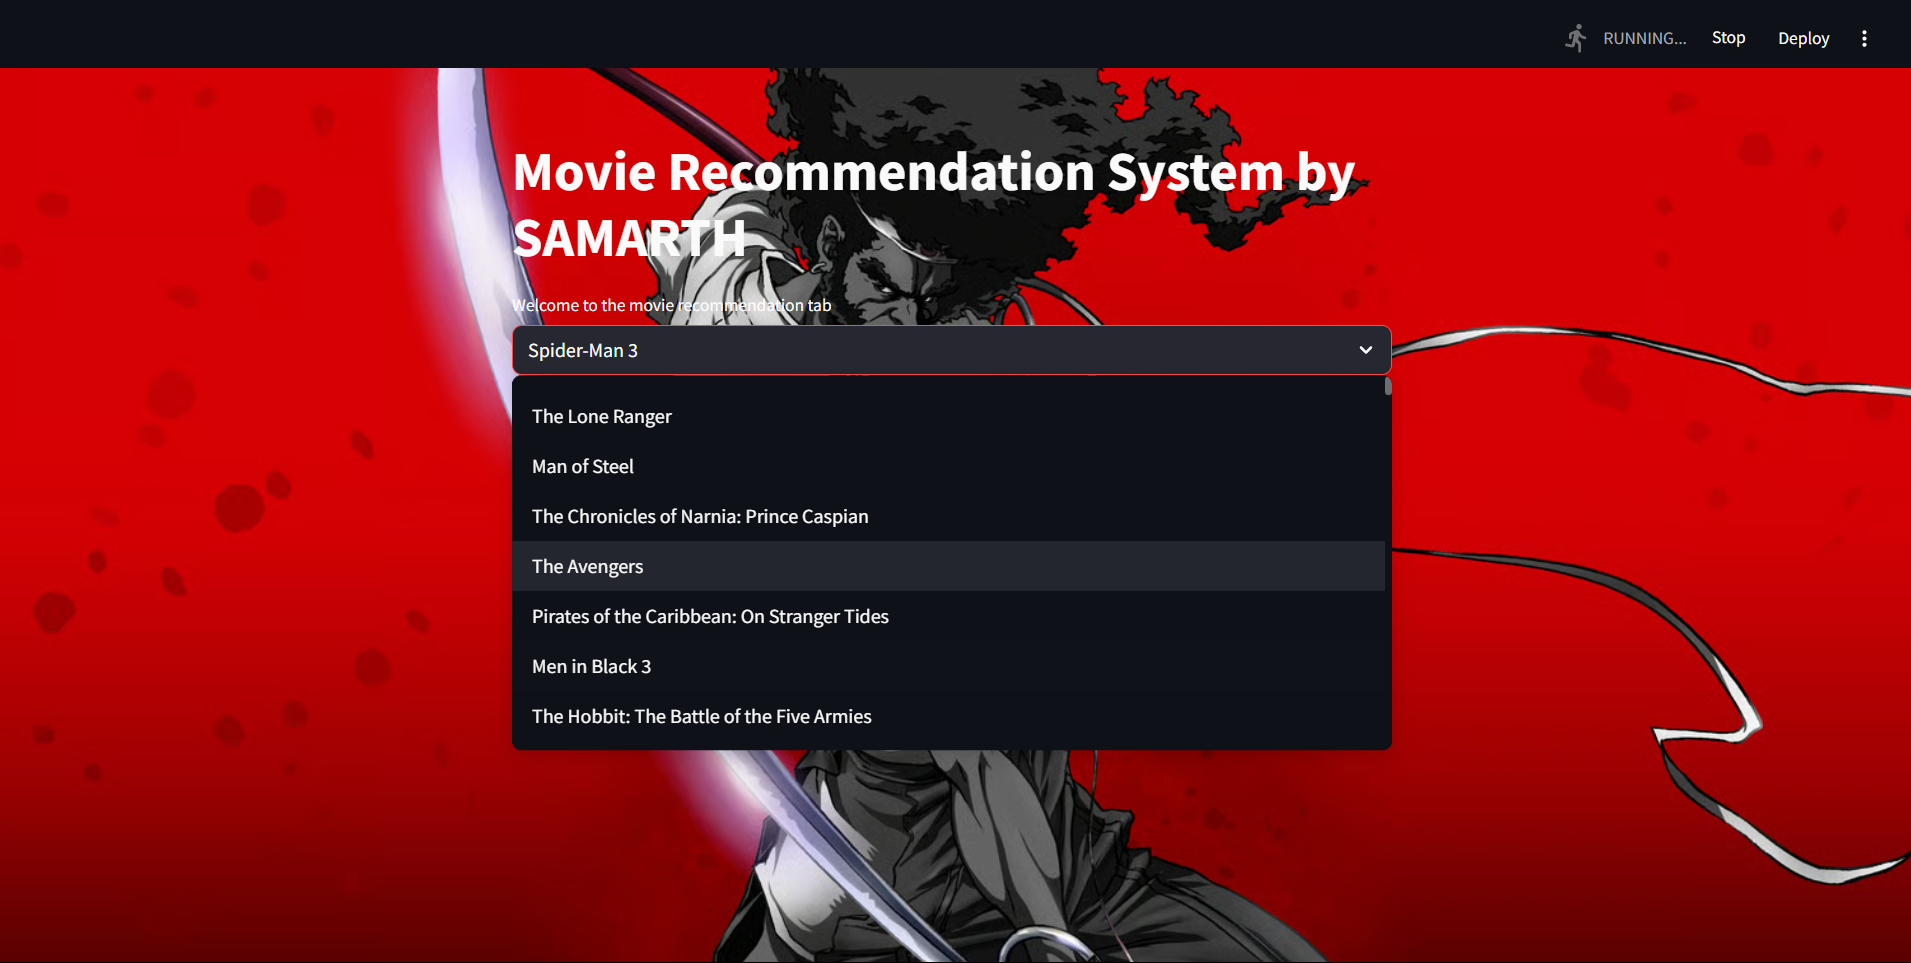 RUNNING...
Stop
Deploy
Movie Recommendation System by
SAMARTH
Welcome to the movie recommendation tab
Spider-Man 3
The Lone Ranger
Man of Steel
The Chronicles of Narnia: Prince Caspian
The Avengers
Pirates of the Caribbean: On Stranger Tides
Men in Black 3
The Hobbit: The Battle of the Five Armies